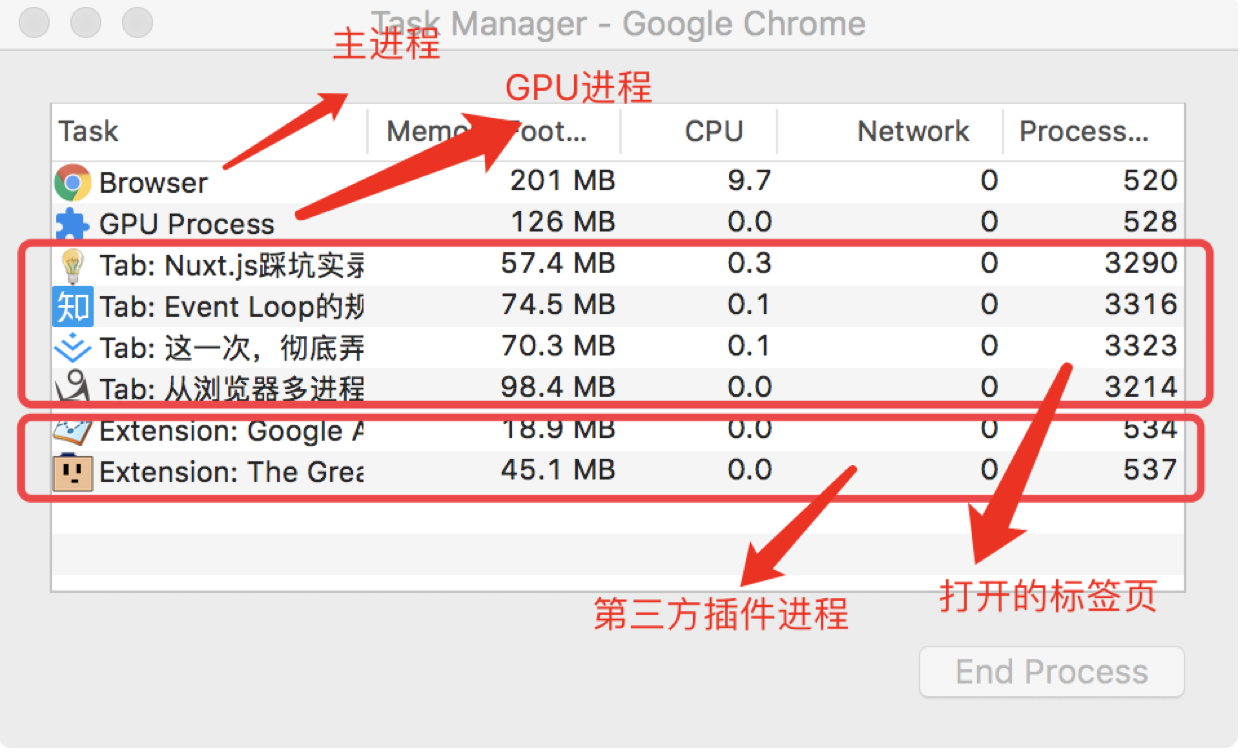 Task Manager - Google Chrome
主进程
GPU进程
Task Memo Foot... CPU Network Process...
Browser 201 MB 9.7 0 520
GPU Process 126 MB 0.0 0 528
Tab: Nuxt.js踩坑实录 57.4 MB 0.3 0 3290
知 Tab: Event Loop的规 74.5 MB 0.1 0 3316
Tab: 这一次，彻底弄 70.3 MB 0.1 0 3323
Tab: 从浏览器多进程 98.4 MB 0.0 0 3214
Extension: Google A 18.9 MB 0.0 0 534
Extension: The Grea 45.1 MB 0.0 0 537
打开的标签页
第三方插件进程
End Process